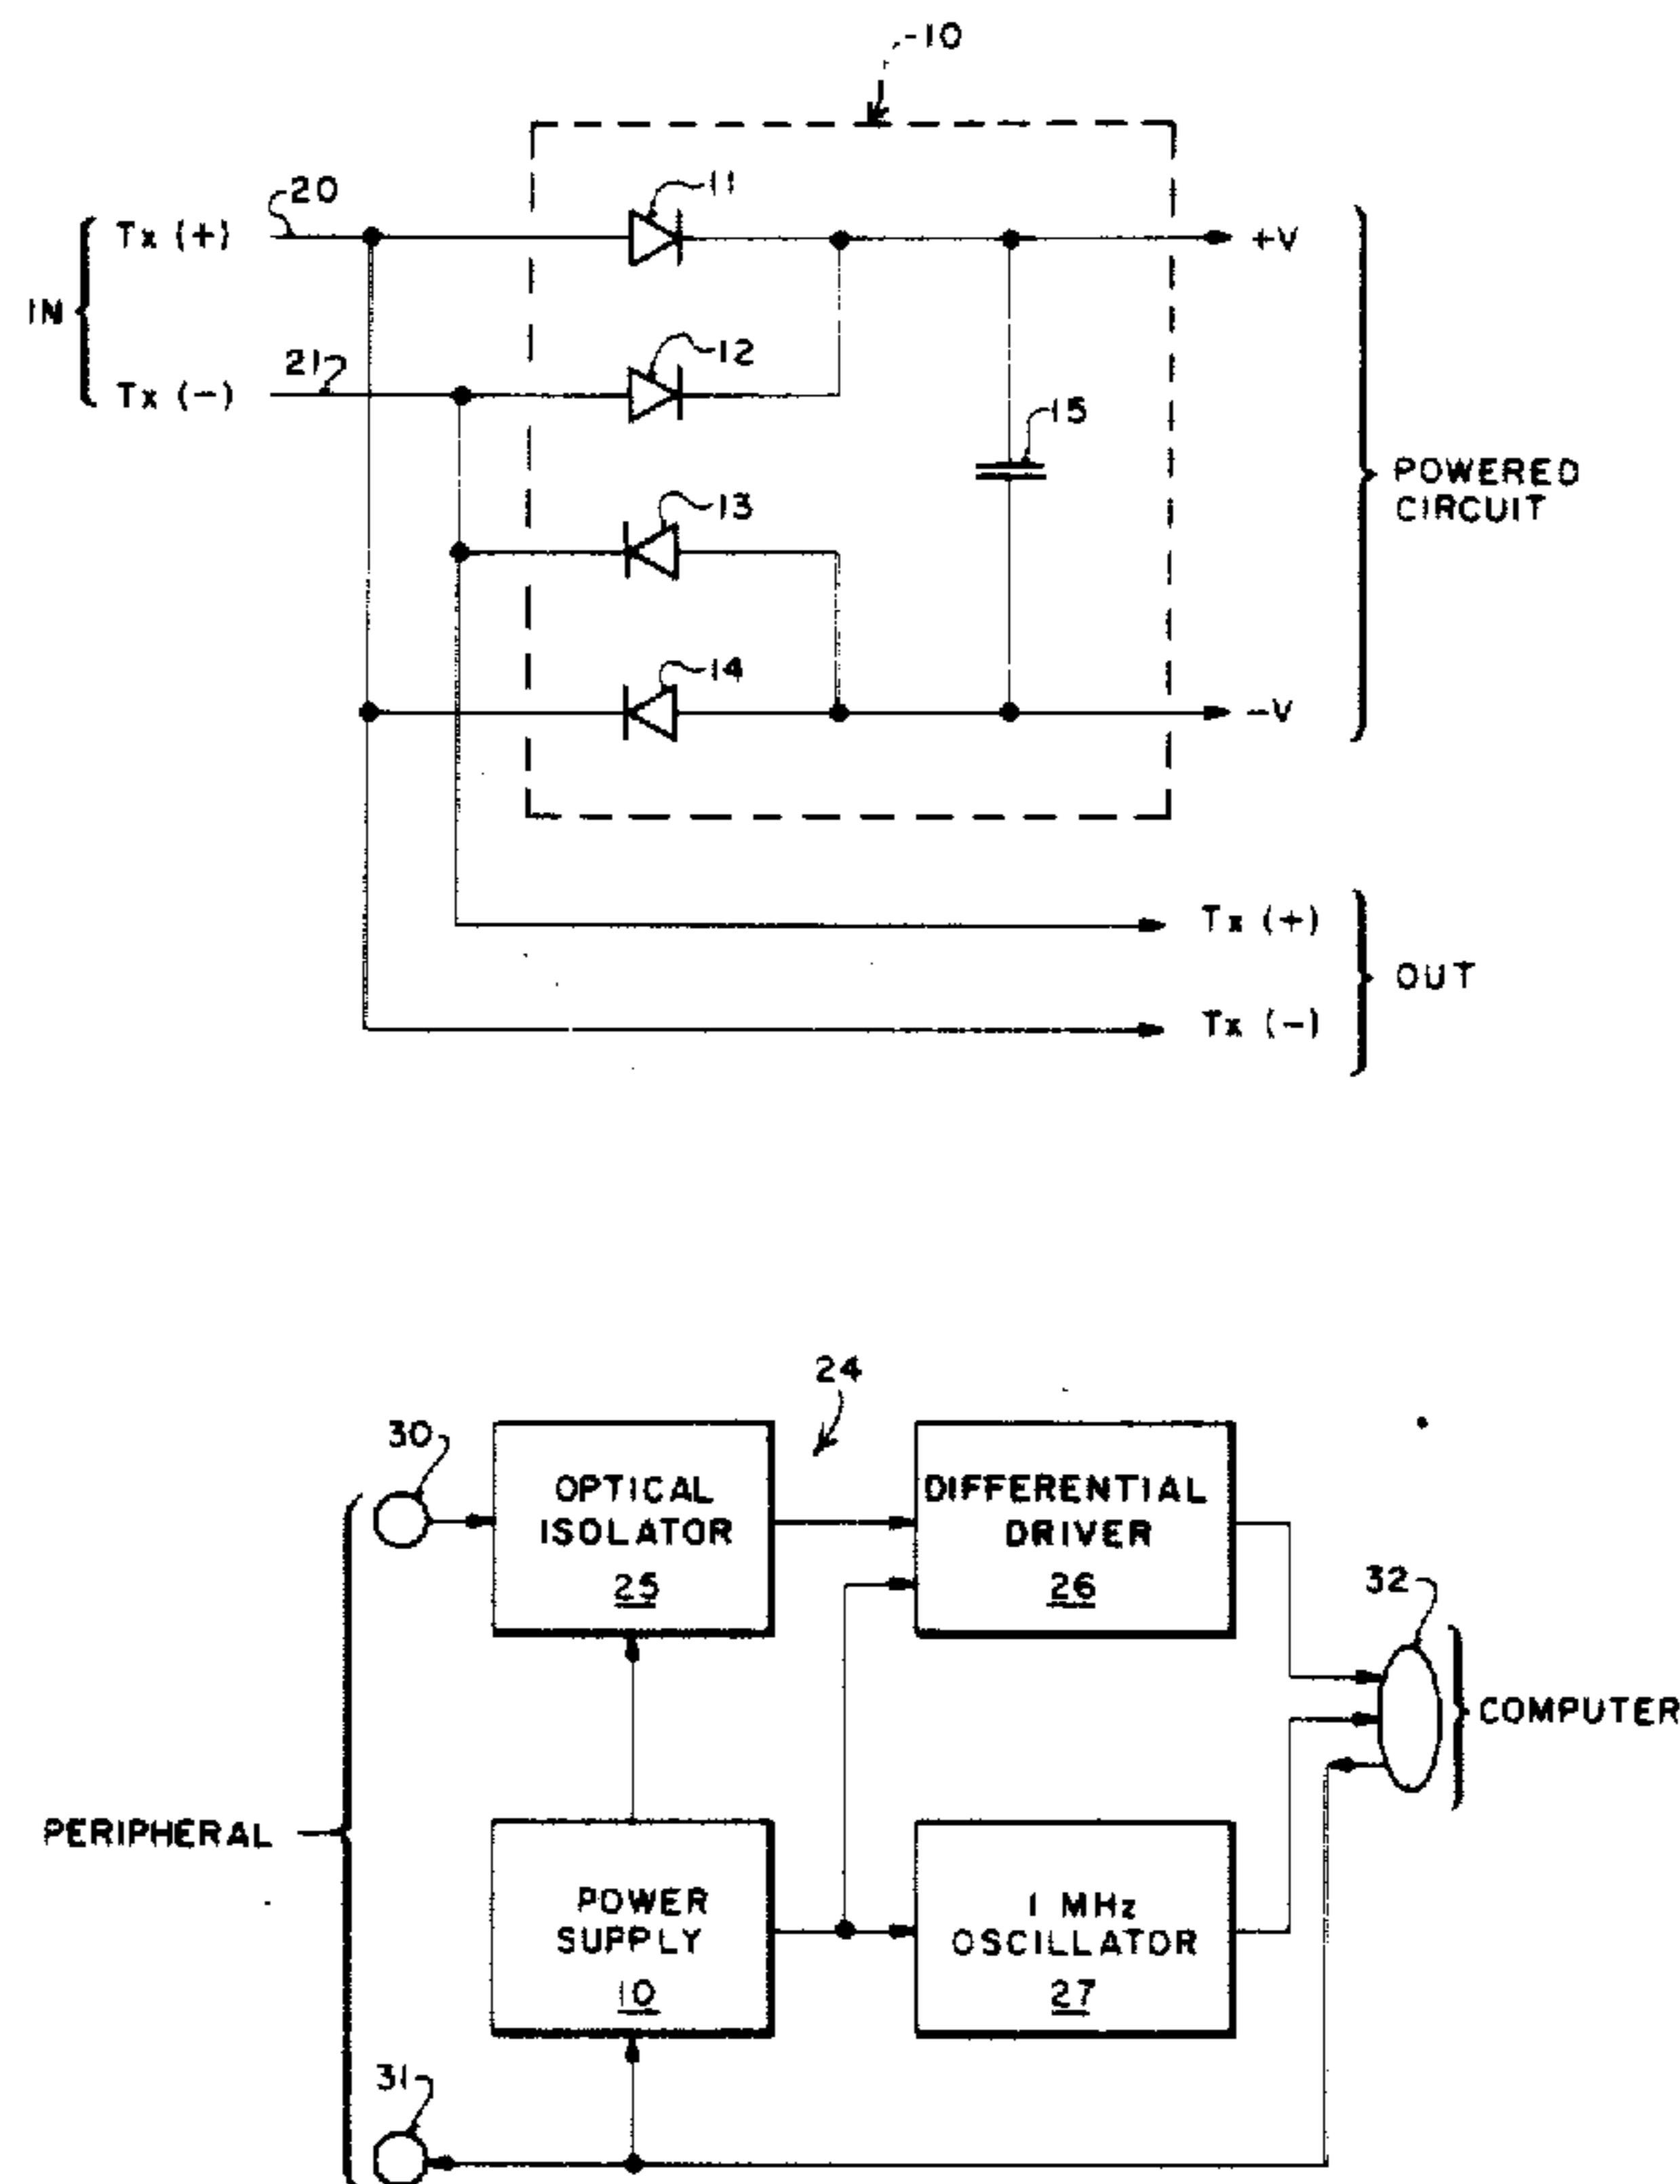 10
20
11
Tx (+)
+V
IN
21
12
Tx (-)
15
POWERED
CIRCUIT
13
14
-V
Tx (+)
OUT
Tx (-)
24
30
OPTICAL
ISOLATOR
25
DIFFERENTIAL
DRIVER
26
32
COMPUTER
PERIPHERAL
POWER
SUPPLY
10
1 MHz
OSCILLATOR
27
31